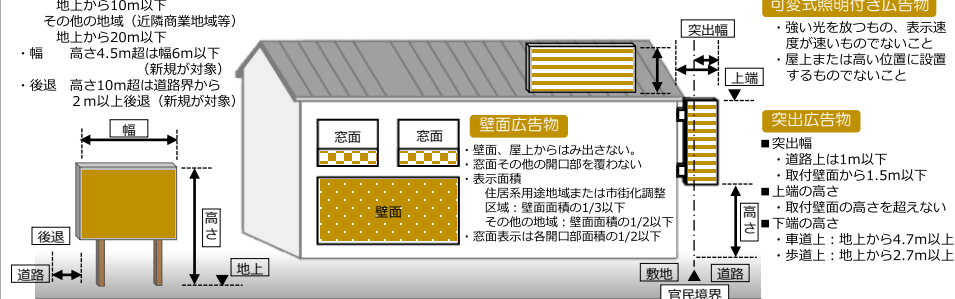 地上から10m以下
その他の地域（近隣商業地域等）
地上から20m以下
・幅　　高さ4.5m超は幅6m以下
（新規が対象）
・後退　高さ10m超は道路界から
２ｍ以上後退（新規が対象）
幅
高さ
後退
道路
地上
窓面
窓面
壁面
壁面広告物
・壁面、屋上からはみ出さない。
・窓面その他の開口部を覆わない
・表示面積
住居系用途地域または市街化調整
区域：壁面面積の1/3以下
その他の地域：壁面面積の1/2以下
・窓面表示は各開口部面積の1/2以下
突出幅
上端
高さ
敷地
道路
官民境界
可変式照明付き広告物
・強い光を放つもの、表示速
度が速いものでないこと
・屋上または高い位置に設置
するものでないこと
突出広告物
■突出幅
・道路上は1m以下
・取付壁面から1.5m以下
■上端の高さ
・取付壁面の高さを超えない
■下端の高さ
・車道上：地上から4.7m以上
・歩道上：地上から2.7m以上